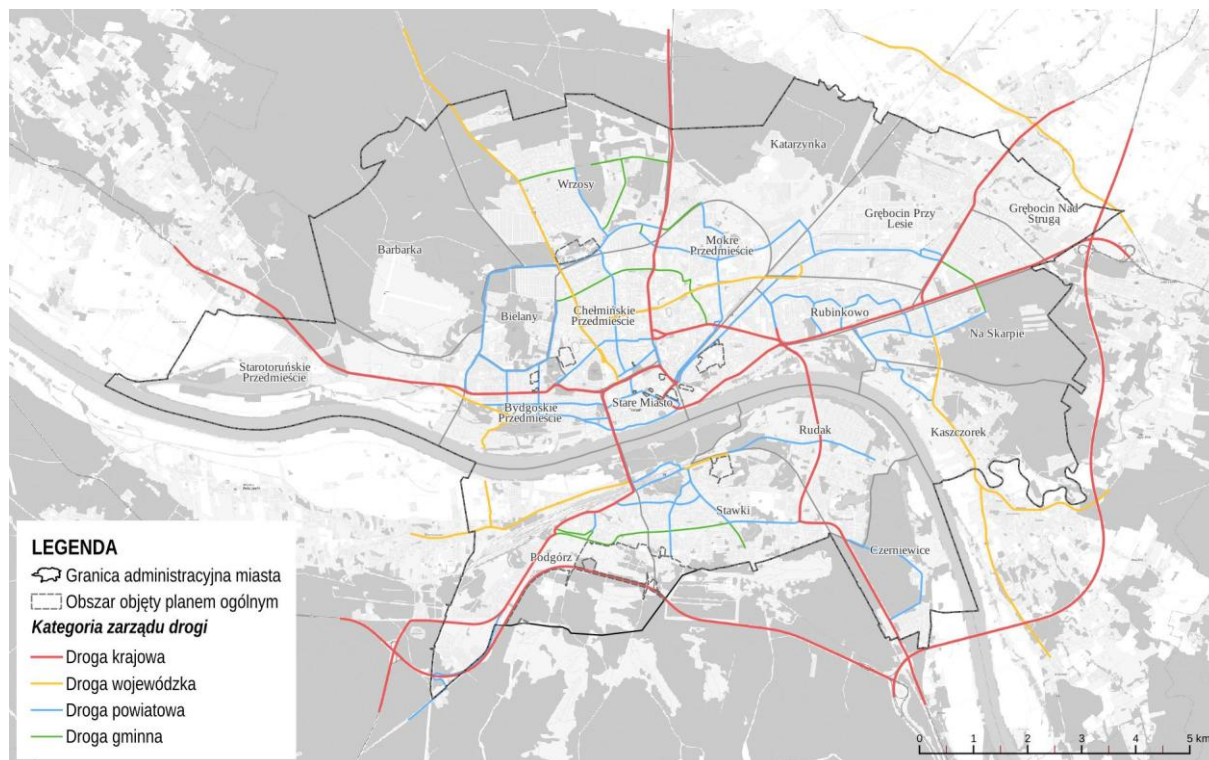 Katarzynka
Wrzosy
Grębocin Przy
Lesie
Grębocin Nad
Strugą
Barbarka
Mokre
Przedmieście
Bielany
Chełmińskie
Przedmieście
Rubinkowo
Na Skarpie
Starotoruńskie
Przedmieście
Bydgoskie
Przedmieście
Stare Miasto
Rudak
Kaszczorek
Stawki
Podgórz
Czerniewice
LEGENDA
Granica administracyjna miasta
Obszar objęty planem ogólnym
Kategoria zarządu drogi
Droga krajowa
Droga wojewódzka
Droga powiatowa
Droga gminna
0 1 2 3 4 5 km